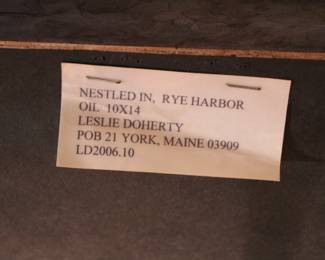 NESTLED IN, RYE HARBOR
OIL 10X14
LESLIE DOHERTY
POB 21 YORK, MAINE 03909
LD2006.10